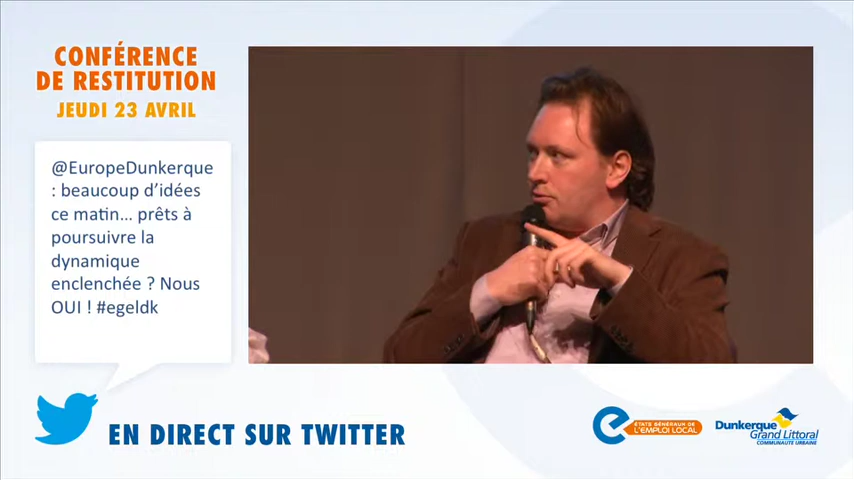 CONFÉRENCE
DE RESTITUTION
JEUDI 23 AVRIL
@EuropeDunkerque
: beaucoup d'idées
ce matin... prêts à
poursuivre la
dynamique
enclenchée ? Nous
OUI ! #egeldk
EN DIRECT SUR TWITTER
e
ÉTATS GÉNÉRAUX DE
L'EMPLOI LOCAL
Dunkerque
Grand Littoral
COMMUNAUTÉ URBAINE